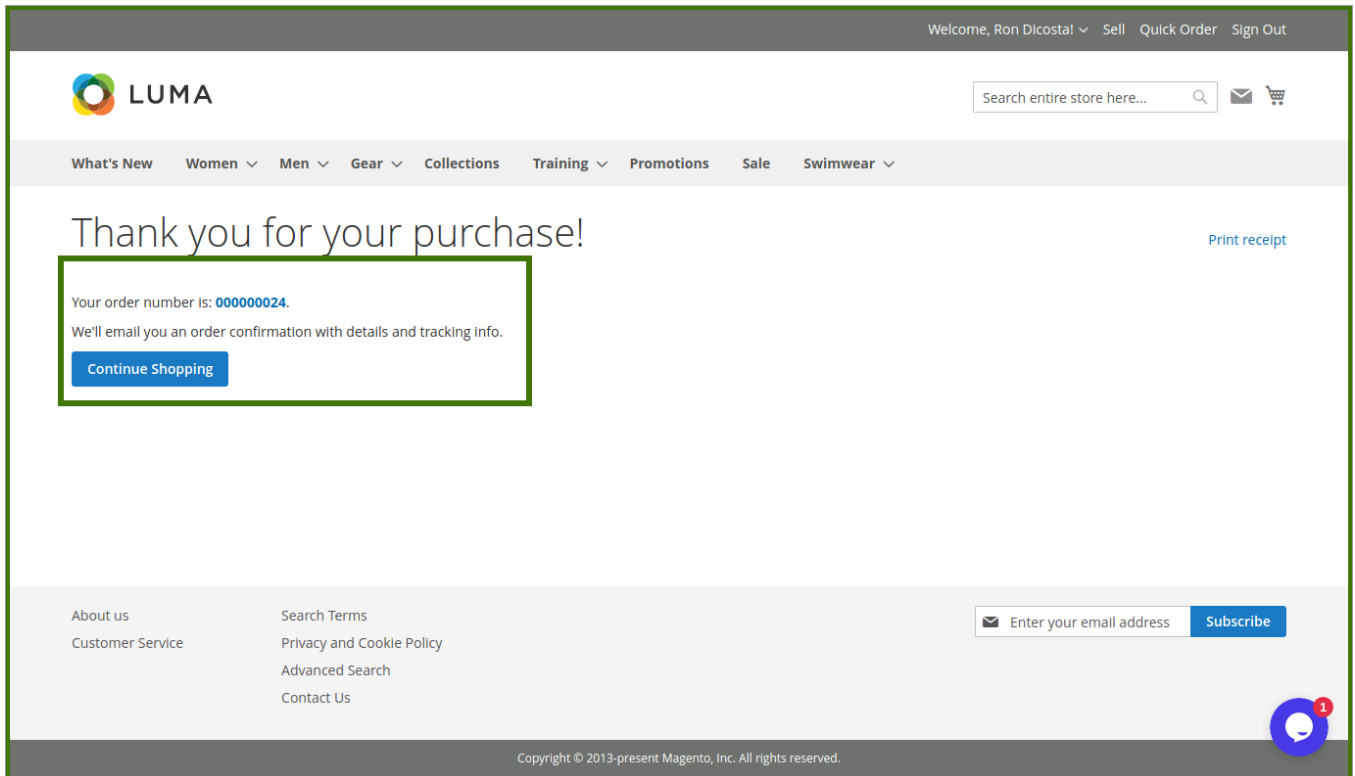 Welcome, Ron Dicosta! Sell Quick Order Sign Out
LUMA
Search entire store here...
What's New Women Men Gear Collections Training Promotions Sale Swimwear
Thank you for your purchase!
Print receipt
Your order number is: 000000024.
We'll email you an order confirmation with details and tracking info.
Continue Shopping
About us
Customer Service
Search Terms
Privacy and Cookie Policy
Advanced Search
Contact Us
Enter your email address
Subscribe
1
Copyright © 2013-present Magento, Inc. All rights reserved.